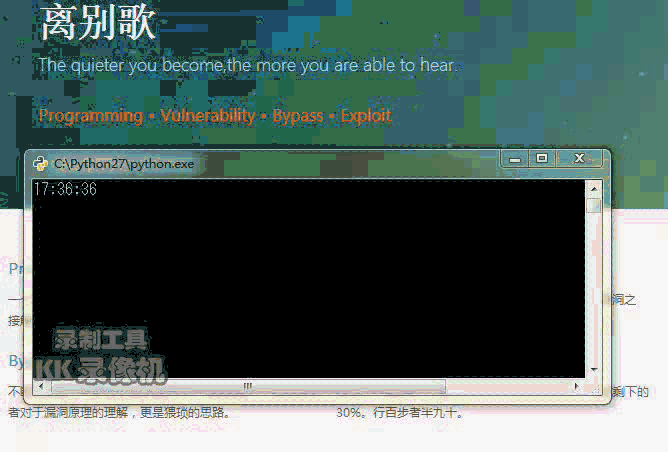 离别歌
The quieter you become,the more you are able to hear.
Programming • Vulnerability • Bypass • Exploit
C:\Python27\python.exe
17:36:36
Pr
洞之
接
录制工具
KK 录像机
By
剩下的
者对于漏洞原理的理解，更是猥琐的思路。
30%。行百步者半九十。